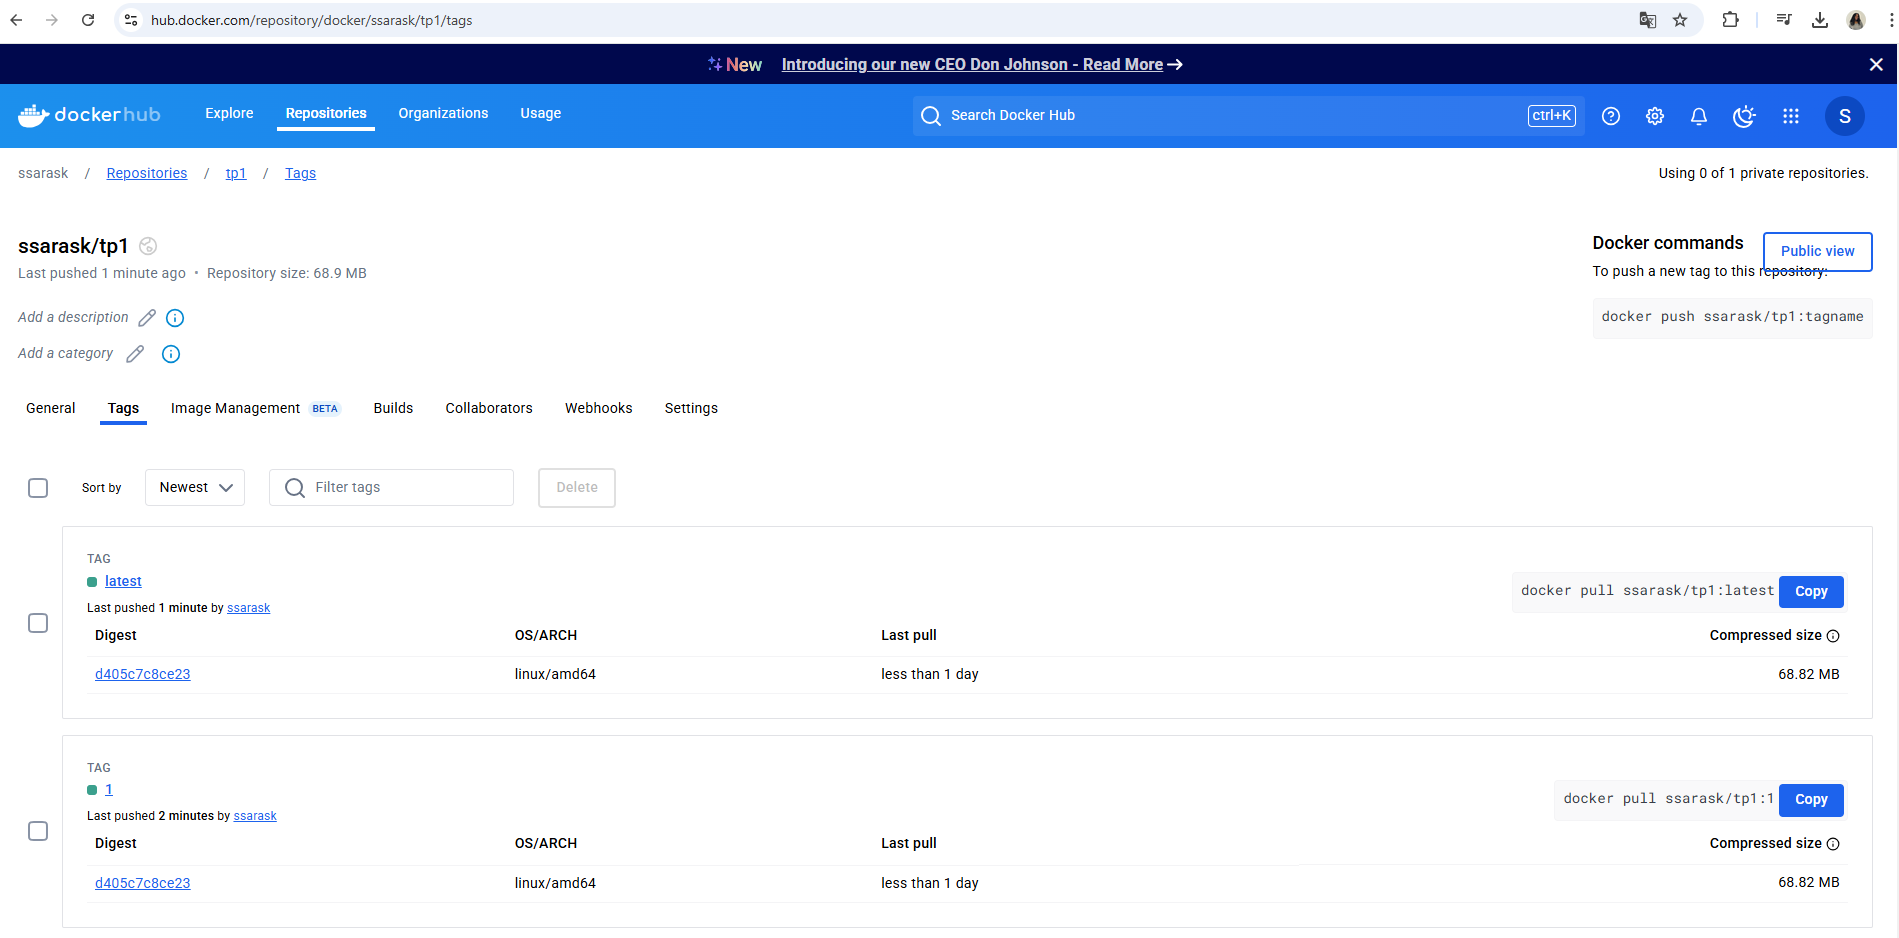 hub.docker.com/repository/docker/ssarask/tp1/tags
New Introducing our new CEO Don Johnson - Read More
dockerhub Explore Repositories Organizations Usage Search Docker Hub ctrl+K S
ssarask / Repositories / tp1 / Tags Using 0 of 1 private repositories.
ssarask/tp1
Last pushed 1 minute ago • Repository size: 68.9 MB
Add a description
Add a category
Docker commands Public view
To push a new tag to this repository:
docker push ssarask/tp1:tagname
General Tags Image Management BETA Builds Collaborators Webhooks Settings
Sort by Newest Filter tags Delete
TAG
latest
Last pushed 1 minute by ssarask
docker pull ssarask/tp1:latest Copy
Digest OS/ARCH Last pull Compressed size
d405c7c8ce23 linux/amd64 less than 1 day 68.82 MB
TAG
1
Last pushed 2 minutes by ssarask
docker pull ssarask/tp1:1 Copy
Digest OS/ARCH Last pull Compressed size
d405c7c8ce23 linux/amd64 less than 1 day 68.82 MB